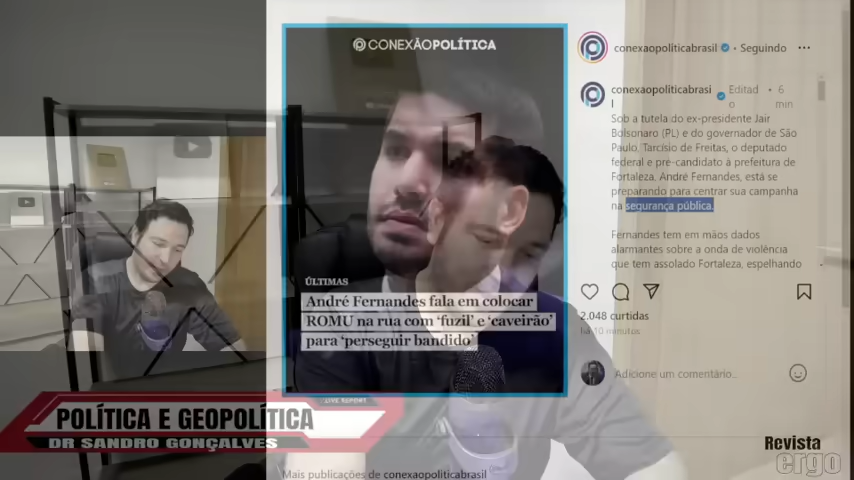 CONEXÃOPOLÍTICA
ÚLTIMAS
André Fernandes fala em colocar
ROMU na rua com ‘fuzil’ e ‘caveirão’
para ‘perseguir bandido’
conexaopoliticabrasil • Seguindo
conexaopoliticabrasi
l
Editad
o
• 6
min
Sob a tutela do ex-presidente Jair
Bolsonaro (PL) e do governador de São
Paulo, Tarcísio de Freitas, o deputado
federal e pre-candidato à prefeitura de
Fortaleza, André Fernandes, está se
preparando para centrar sua campanha
na segurança pública.
Fernandes tem em mãos dados
alarmantes sobre a onda de violência
que tem assolado Fortaleza, espelhando
2.048 curtidas
há 10 minutos
Adicione um comentário...
Mais publicações de conexaopoliticabrasil
LIVE REPORT
POLÍTICA E GEOPOLÍTICA
DR SANDRO GONÇALVES
Revista
ergo